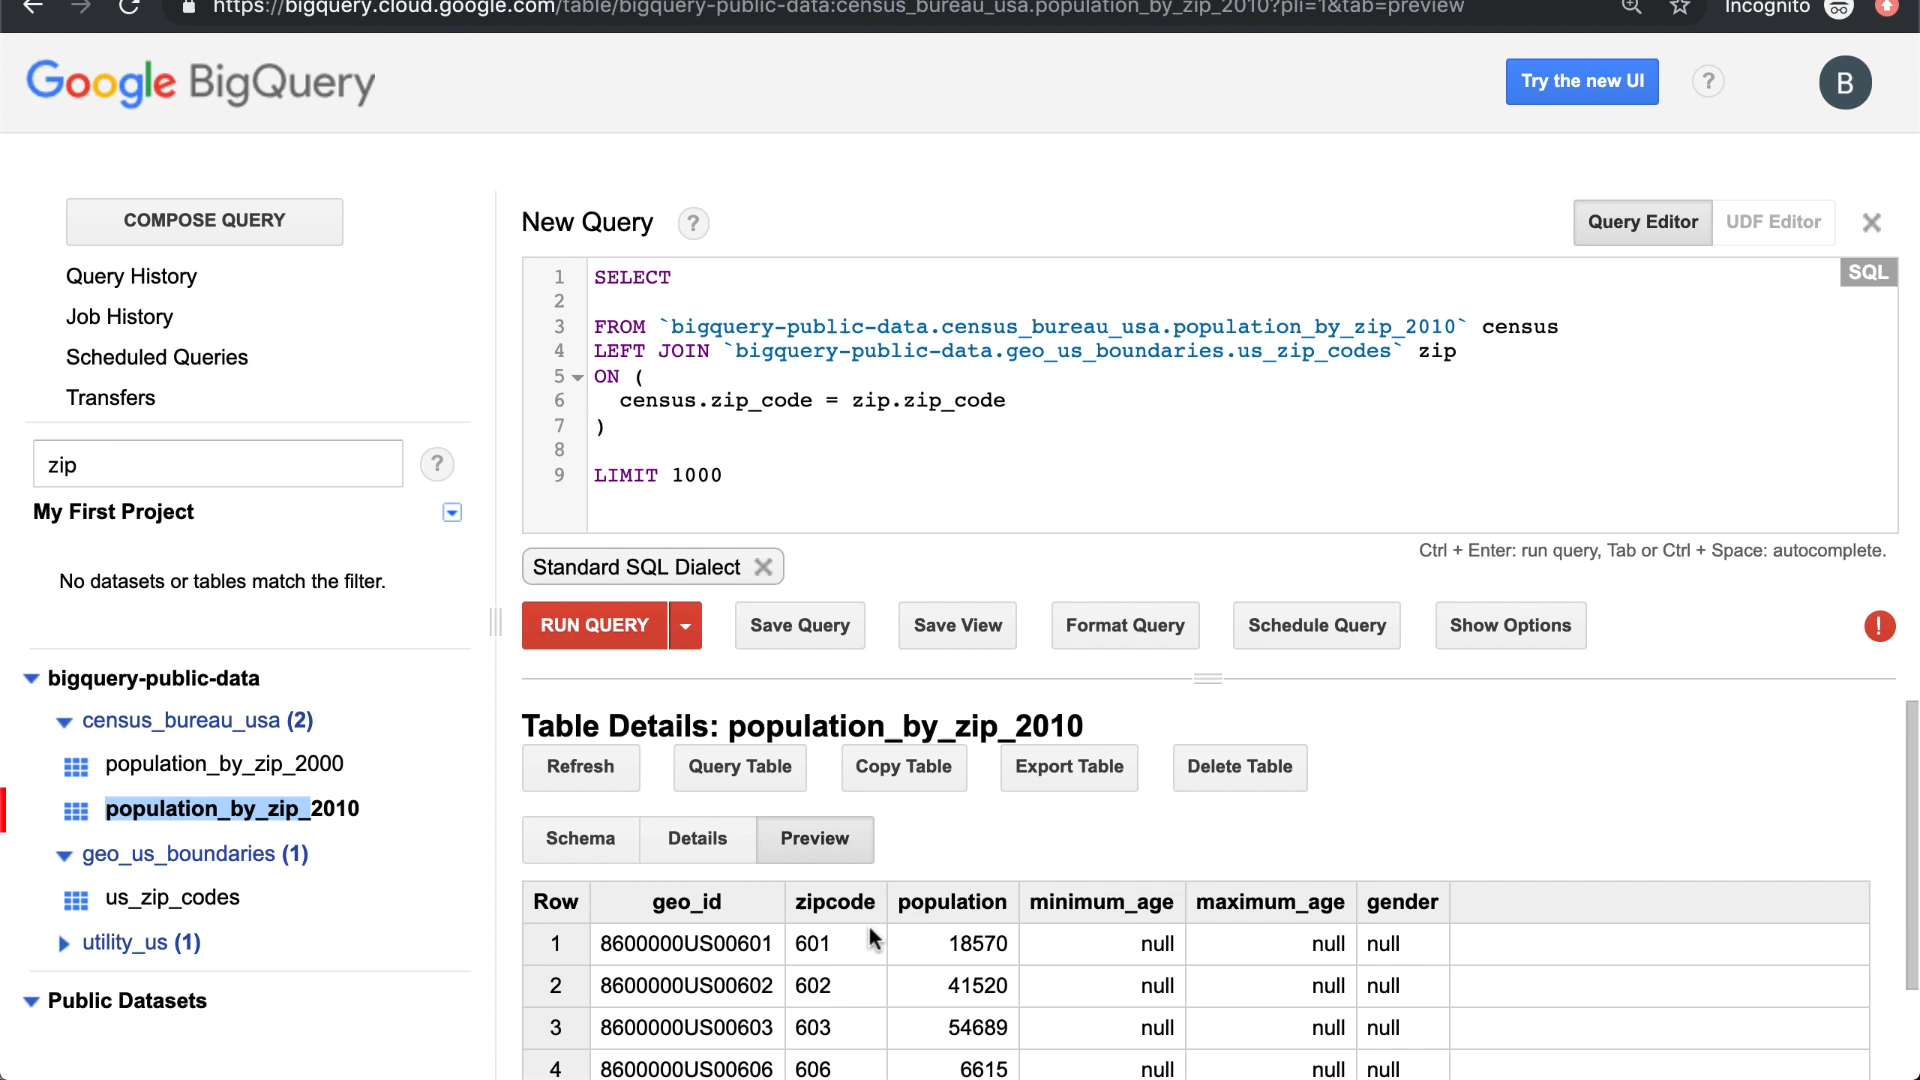 https://bigquery.cloud.google.com/table/bigquery-public-data:census_bureau_usa.population_by_zip_2010?pli=1&tab=preview
Incognito
Google BigQuery
Try the new UI
?
B
COMPOSE QUERY
Query History
Job History
Scheduled Queries
Transfers
zip
?
My First Project
No datasets or tables match the filter.
bigquery-public-data
census_bureau_usa (2)
population_by_zip_2000
population_by_zip_2010
geo_us_boundaries (1)
us_zip_codes
utility_us (1)
Public Datasets
New Query ?
Query Editor UDF Editor
SQL
1 SELECT
2
3 FROM `bigquery-public-data.census_bureau_usa.population_by_zip_2010` census
4 LEFT JOIN `bigquery-public-data.geo_us_boundaries.us_zip_codes` zip
5 ON (
6 census.zip_code = zip.zip_code
7 )
8
9 LIMIT 1000
Ctrl + Enter: run query, Tab or Ctrl + Space: autocomplete.
Standard SQL Dialect
RUN QUERY Save Query Save View Format Query Schedule Query Show Options !
Table Details: population_by_zip_2010
Refresh Query Table Copy Table Export Table Delete Table
Schema Details Preview
Row geo_id zipcode population minimum_age maximum_age gender
1 8600000US00601 601 18570 null null null
2 8600000US00602 602 41520 null null null
3 8600000US00603 603 54689 null null null
4 8600000US00606 606 6615 null null null